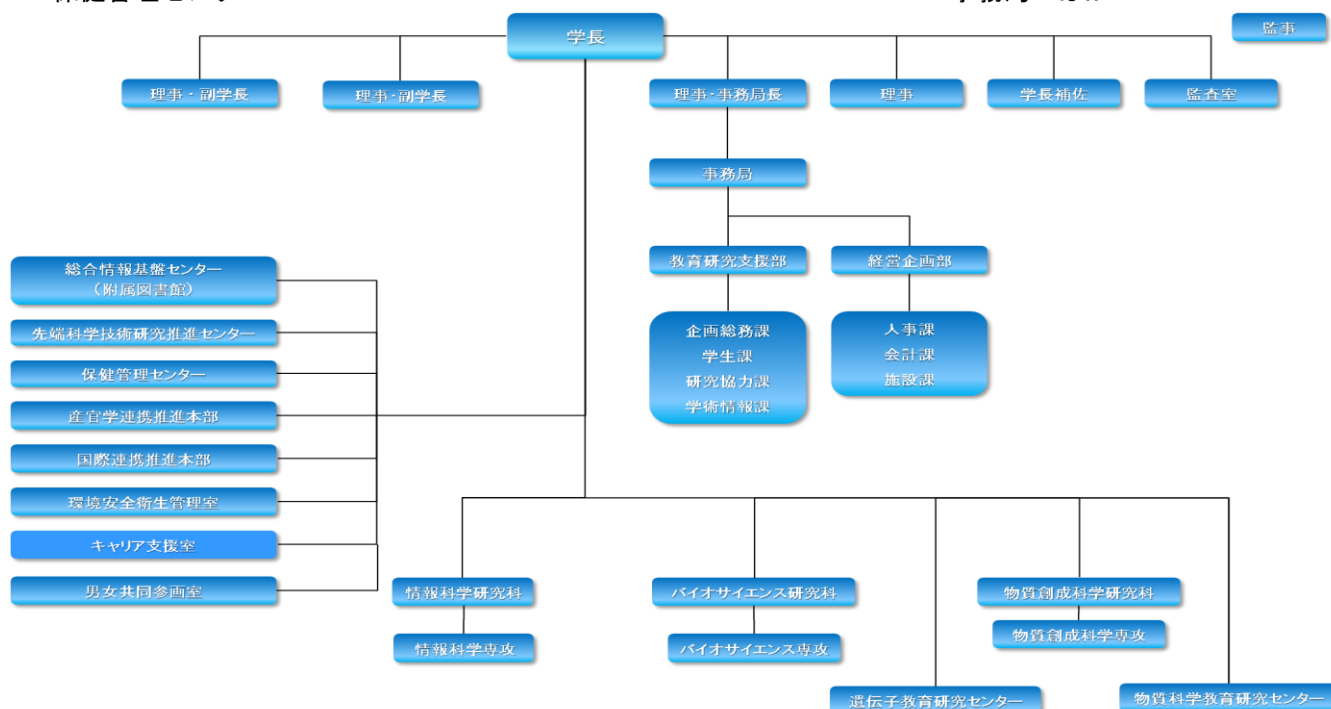 保健管理センター
学長
監事
理事・副学長
理事・副学長
理事・事務局長
理事
学長補佐
監査室
事務局
教育研究支援部
経営企画部
企画総務課
学生課
研究協力課
学術情報課
人事課
会計課
施設課
総合情報基盤センター
（附属図書館）
先端科学技術研究推進センター
保健管理センター
産官学連携推進本部
国際連携推進本部
環境安全衛生管理室
キャリア支援室
男女共同参画室
情報科学研究科
バイオサイエンス研究科
物質創成科学研究科
情報科学専攻
バイオサイエンス専攻
物質創成科学専攻
遺伝子教育研究センター
物質科学教育研究センター